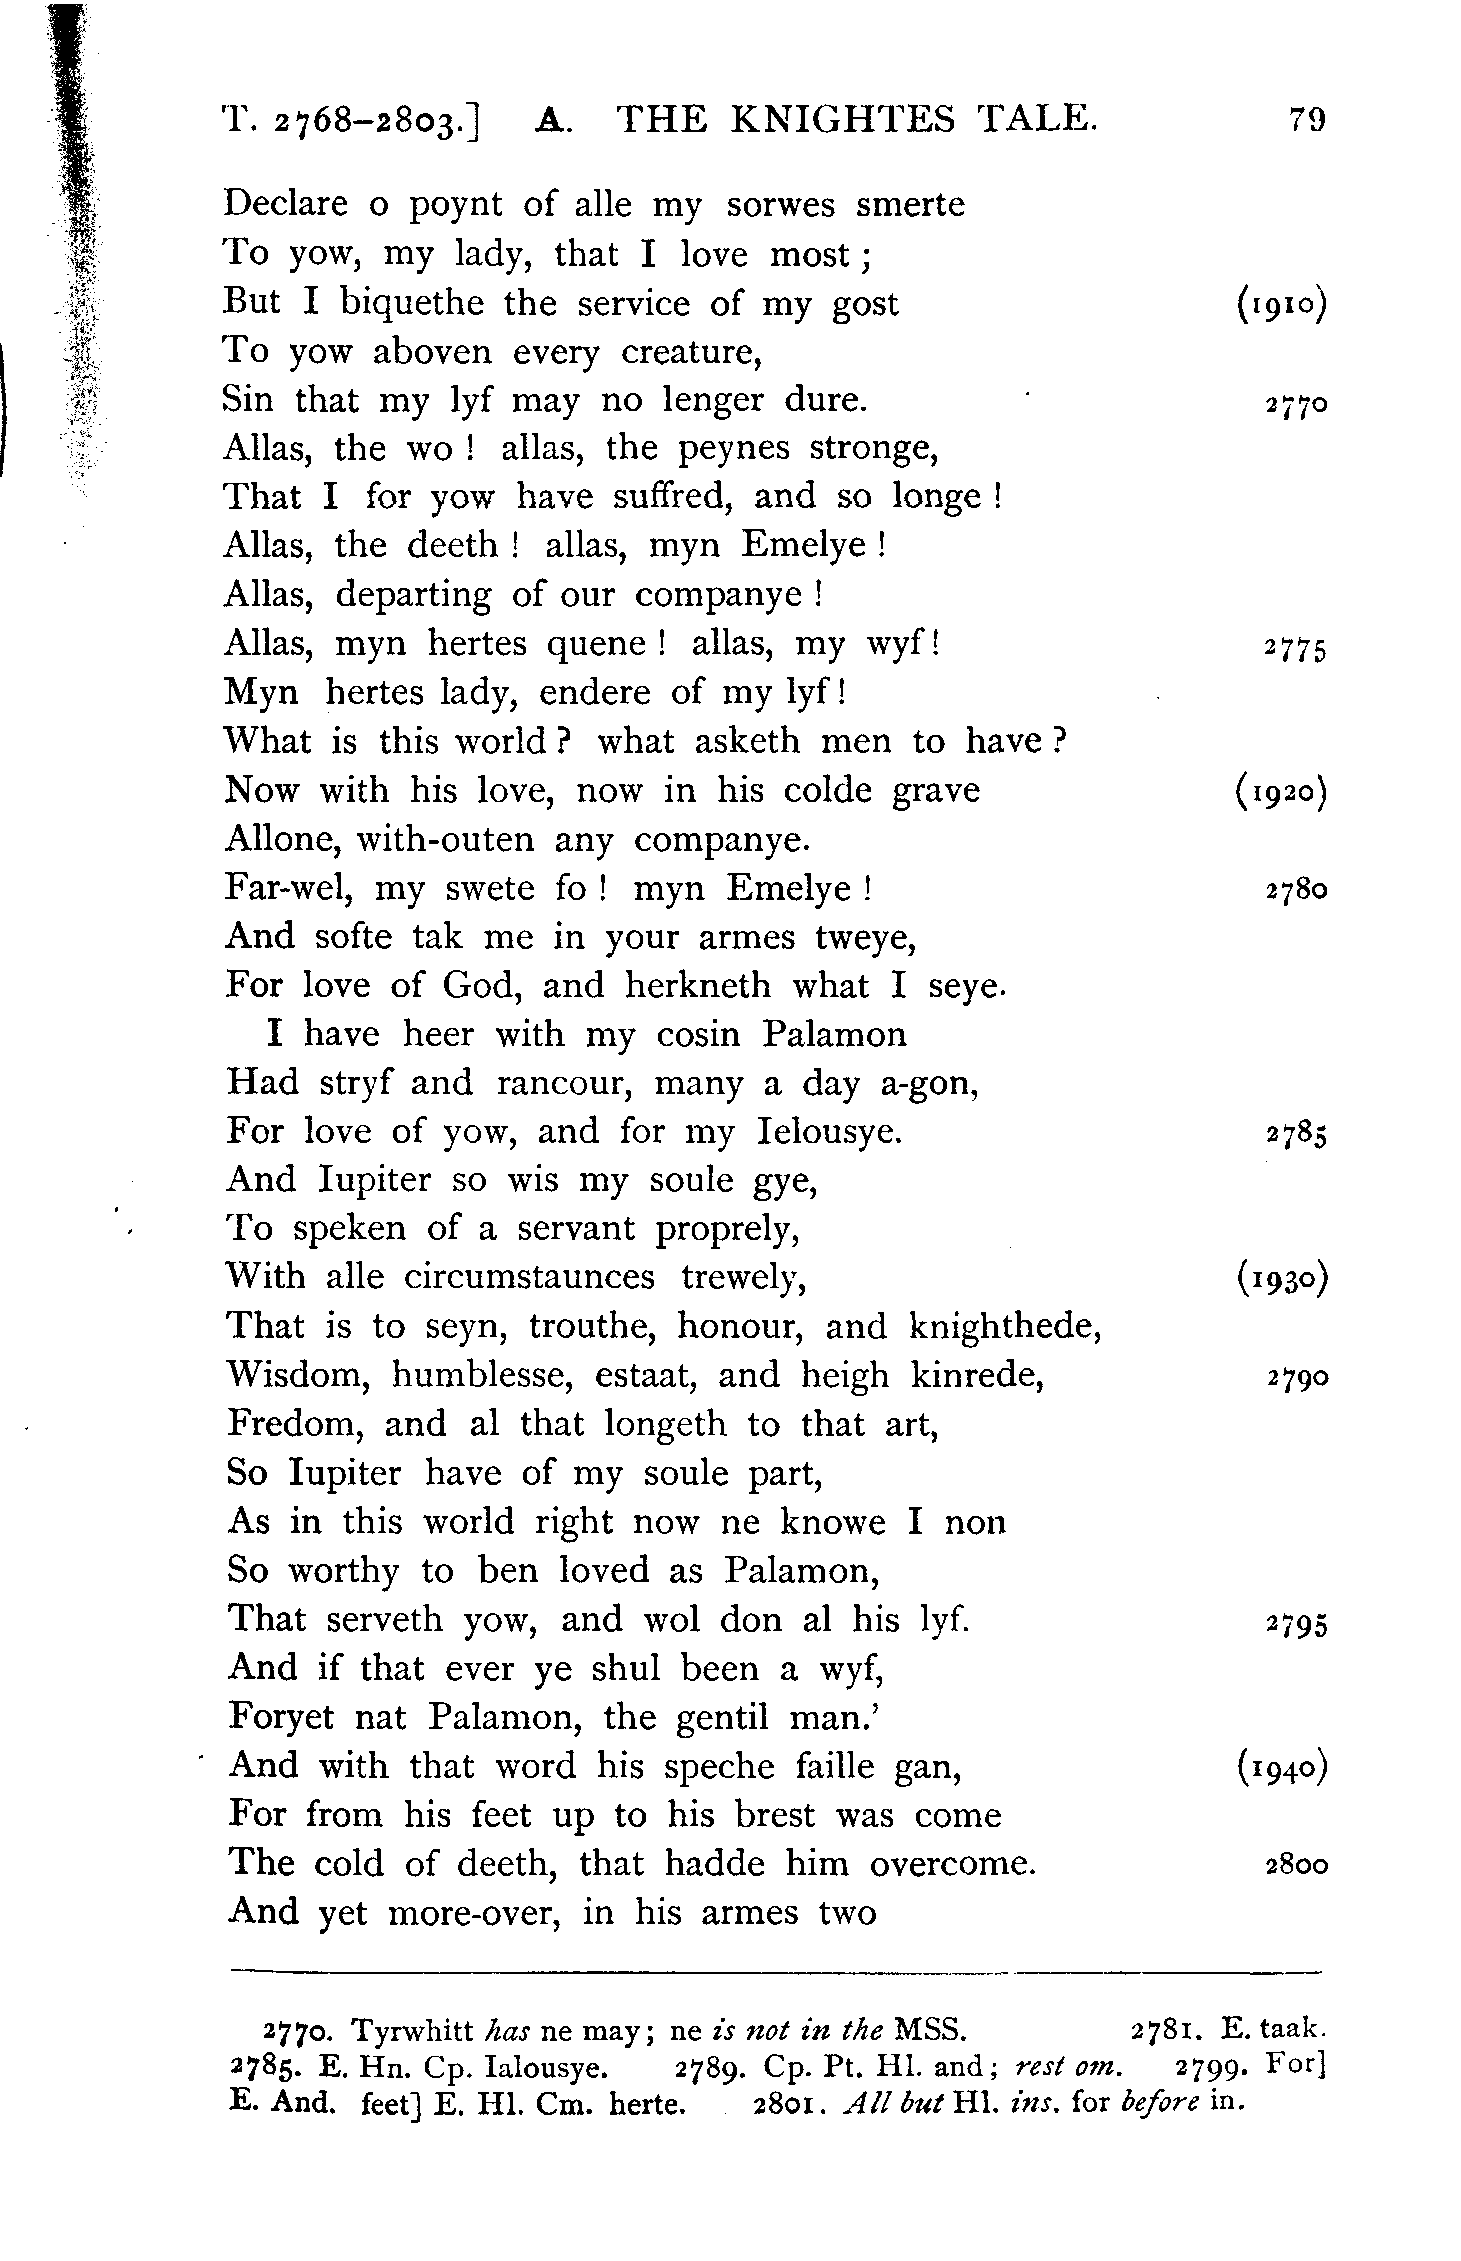 T. 2768–2803.] A. THE KNIGHTES TALE. 79
Declare o poynt of alle my sorwes smerte
To yow, my lady, that I love most ;
But I biquethe the service of my gost (1910)
To yow aboven every creature,
Sin that my lyf may no lenger dure. 2770
Allas, the wo ! allas, the peynes stronge,
That I for yow have suffred, and so longe !
Allas, the deeth ! allas, myn Emelye !
Allas, departing of our companye !
Allas, myn hertes quene ! allas, my wyf ! 2775
Myn hertes lady, endere of my lyf !
What is this world ? what asketh men to have ?
Now with his love, now in his colde grave (1920)
Allone, with-outen any companye.
Far-wel, my swete fo ! myn Emelye ! 2780
And softe tak me in your armes tweye,
For love of God, and herkneth what I seye.
I have heer with my cosin Palamon
Had stryf and rancour, many a day a-gon,
For love of yow, and for my Ielousye. 2785
And Iupiter so wis my soule gye,
To speken of a servant proprely,
With alle circumstaunces trewely, (1930)
That is to seyn, trouthe, honour, and knighthede,
Wisdom, humblesse, estaat, and heigh kinrede, 2790
Fredom, and al that longeth to that art,
So Iupiter have of my soule part,
As in this world right now ne knowe I non
So worthy to ben loved as Palamon,
That serveth yow, and wol don al his lyf. 2795
And if that ever ye shul been a wyf,
Foryet nat Palamon, the gentil man.’
And with that word his speche faille gan, (1940)
For from his feet up to his brest was come
The cold of deeth, that hadde him overcome. 2800
And yet more-over, in his armes two
2770. Tyrwhitt has ne may; ne is not in the MSS. 2781. E. taak.
2785. E. Hn. Cp. Ialousye. 2789. Cp. Pt. Hl. and; rest om. 2799. For]
E. And. feet] E. Hl. Cm. herte. 2801. All but Hl. ins. for before in.